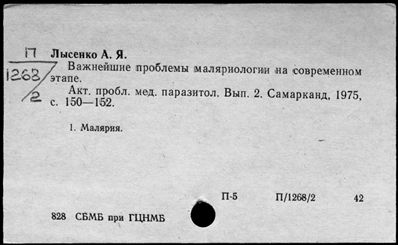 П
1268/2
Лысенко А. Я.
Важнейшие проблемы маляриологии на современном
этапе.
Акт. пробл. мед. паразитол. Вып. 2. Самарканд, 1975,
с. 150—152.
1. Малярия.
П-5 П/1268/2 42
828 СБМБ при ГЦНМБ